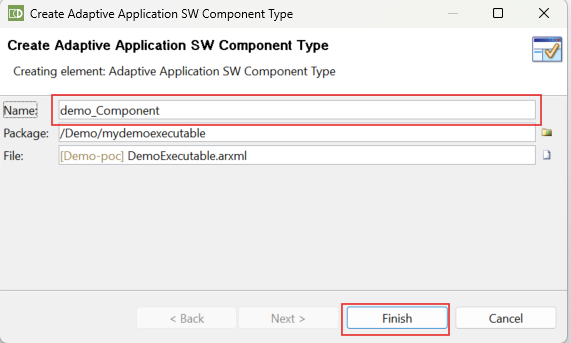 Create Adaptive Application SW Component Type
Create Adaptive Application SW Component Type
Creating element: Adaptive Application SW Component Type
Name: demo_Component
Package: /Demo/mydemoexecutable
File: [Demo-poc] DemoExecutable.arxml
< Back Next > Finish Cancel